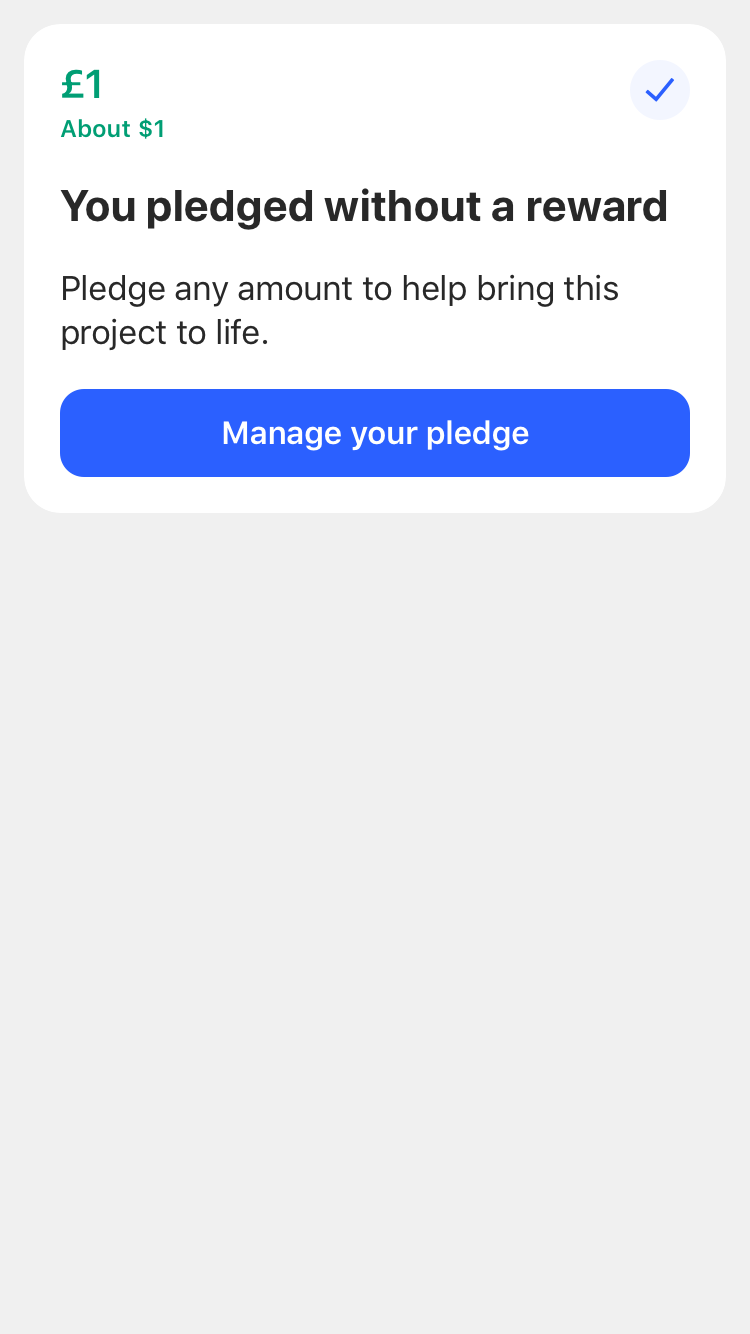 £1
About $1
You pledged without a reward
Pledge any amount to help bring this
project to life.
Manage your pledge